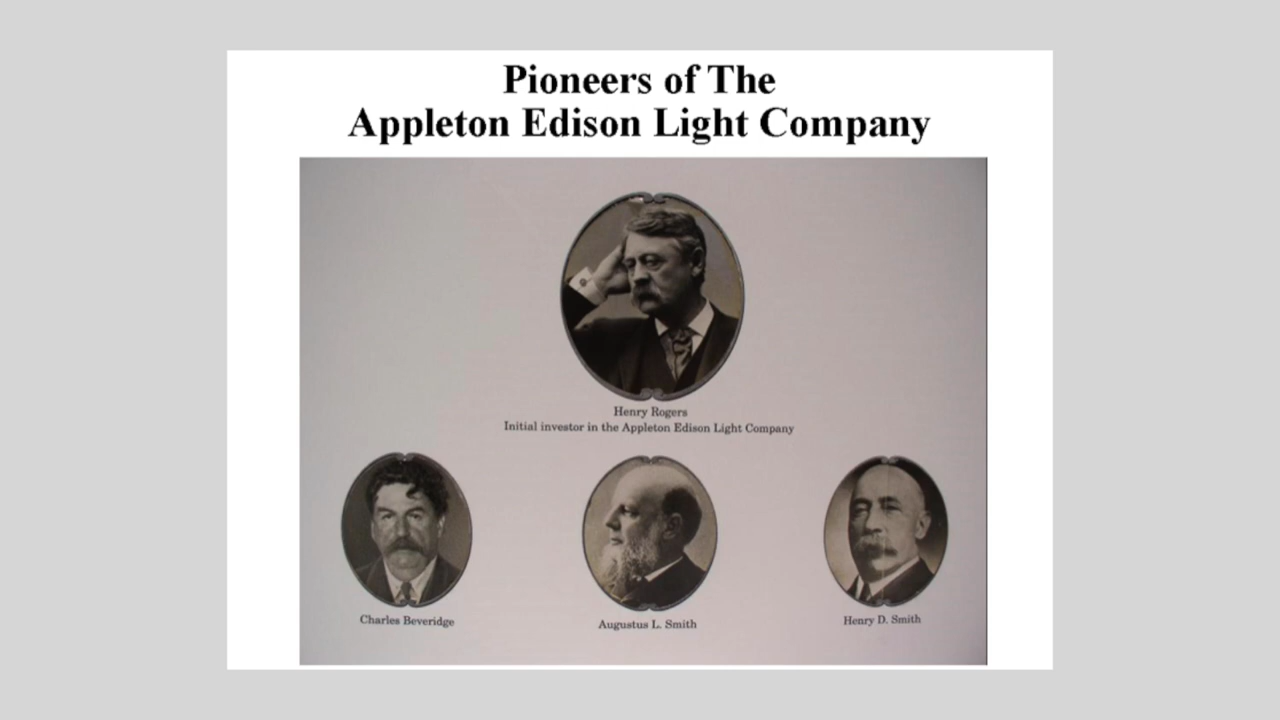 Pioneers of The
Appleton Edison Light Company
Henry Rogers
Initial investor in the Appleton Edison Light Company
Charles Beveridge
Augustus L. Smith
Henry D. Smith